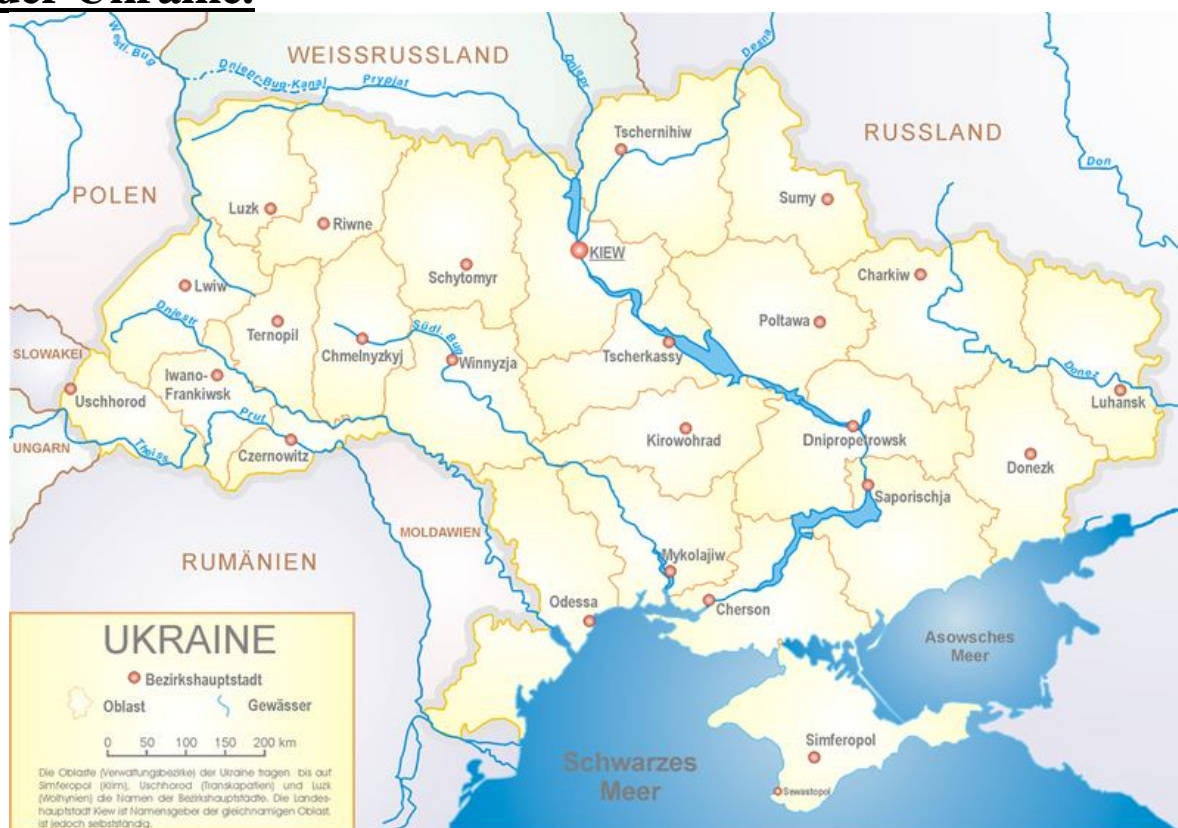 der Ukraine.
WEISSRUSSLAND
Westl. Bug
Dnjepr-Bug-Kanal
Prypjat
Dnjepr
Desna
RUSSLAND
Don
POLEN
Tschernihiw
Sumy
Luzk
Riwne
KIEW
Schytomyr
Charkiw
Lwiw
Dnjestr
Ternopil
Chmelnyzkyj
Südl. Bug
Winnyzja
Tscherkassy
Poltawa
SLOWAKEI
Iwano-
Frankiwsk
Uschhorod
Donez
Luhansk
UNGARN
Theiss
Prut
Czernowitz
Kirowohrad
Dnipropetrowsk
Donezk
Saporischja
MOLDAWIEN
RUMÄNIEN
Mykolajiw
Odessa
Cherson
Asowsches
Meer
Simferopol
Sewastopol
Schwarzes
Meer
UKRAINE
Bezirkshauptstadt
Oblast
Gewässer
0 50 100 150 200 km
Die Oblaste (Verwaltungsbezirke) der Ukraine tragen bis auf
Simferopol (Krim), Uschhorod (Transkapatien) und Luzk
(Wolhynien) die Namen der Bezirkshauptstädte. Die Landes-
hauptstadt Kiew ist Namensgeber der gleichnamigen Oblast,
ist jedoch selbstständig.